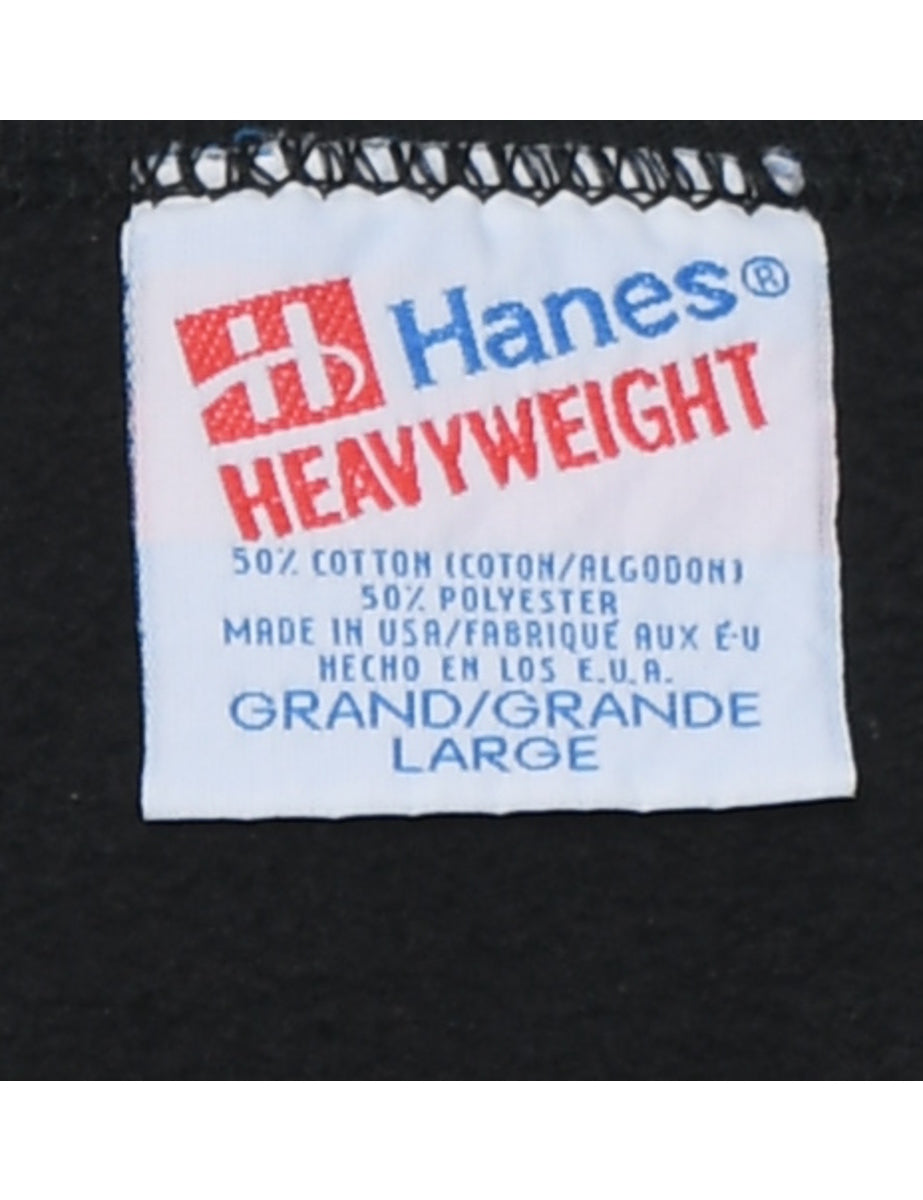 H Hanes®
HEAVYWEIGHT
50% COTTON (COTON/ALGODON)
50% POLYESTER
MADE IN USA/FABRIQUÉ AUX É-U
HECHO EN LOS E.U.A.
GRAND/GRANDE
LARGE